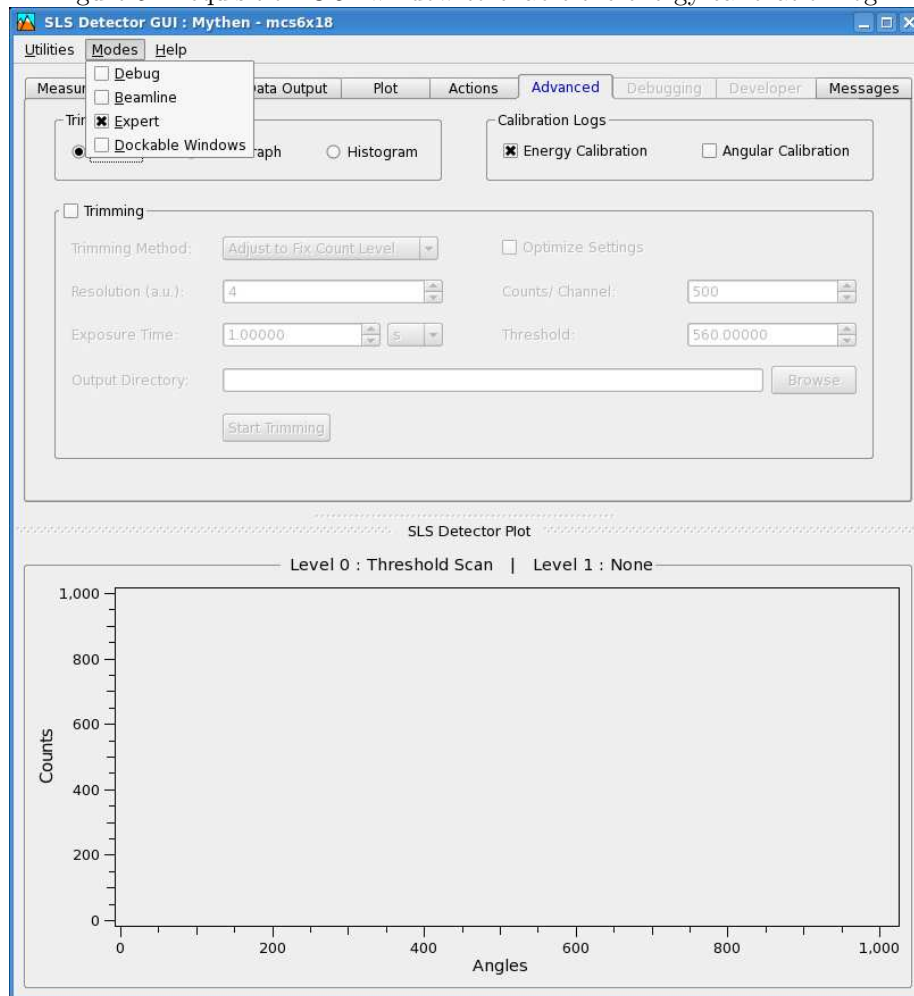 SLS Detector GUI : Mythen - mcs6x18
Utilities Modes Help
Debug
Beamline
Expert
Dockable Windows
Measur ata Output Plot Actions Advanced Debugging Developer Messages
Tri raph Histogram
Calibration Logs
Energy Calibration Angular Calibration
Trimming
Trimming Method: Adjust to Fix Count Level Optimize Settings
Resolution (a.u.): 4 Counts/ Channel: 500
Exposure Time: 1.00000 s Threshold: 560.00000
Output Directory: Browse
Start Trimming
SLS Detector Plot
Level 0 : Threshold Scan | Level 1 : None
1,000
800
600
400
200
0
Counts
0 200 400 600 800 1,000
Angles